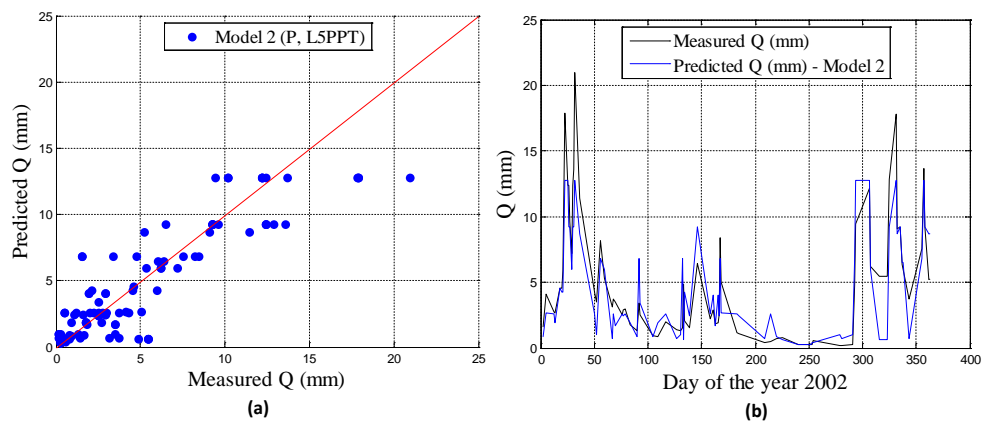 (a)
Model 2 (P, L5PPT)
Predicted Q (mm)
25
20
15
10
5
0
0
5
10
15
20
25
Measured Q (mm)
(a)
(b)
Measured Q (mm)
Predicted Q (mm) - Model 2
Q (mm)
25
20
15
10
5
0
0
50
100
150
200
250
300
350
400
Day of the year 2002
(b)